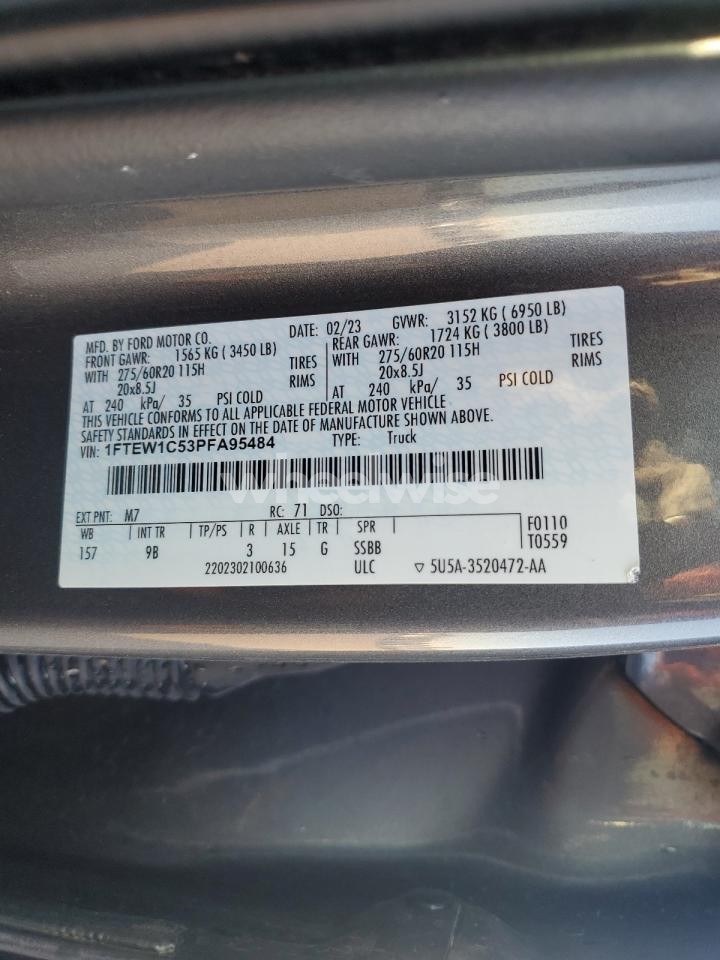 MFD. BY FORD MOTOR CO. DATE: 02/23 GVWR: 3152 KG ( 6950 LB)
FRONT GAWR: 1565 KG ( 3450 LB) REAR GAWR: 1724 KG ( 3800 LB)
WITH 275/60R20 115H TIRES WITH 275/60R20 115H TIRES
20x8.5J RIMS 20x8.5J RIMS
AT 240 kPa/ 35 PSI COLD AT 240 kPa/ 35 PSI COLD
THIS VEHICLE CONFORMS TO ALL APPLICABLE FEDERAL MOTOR VEHICLE
SAFETY STANDARDS IN EFFECT ON THE DATE OF MANUFACTURE SHOWN ABOVE.
VIN: 1FTEW1C53PFA95484 TYPE: Truck
Wheelwise
EXT PNT: M7 RC: 71 DSO:
WB INT TR TP/PS R AXLE TR SPR F0110
157 9B 3 15 G SSBB T0559
2202302100636 ULC ▽ 5U5A-3520472-AA